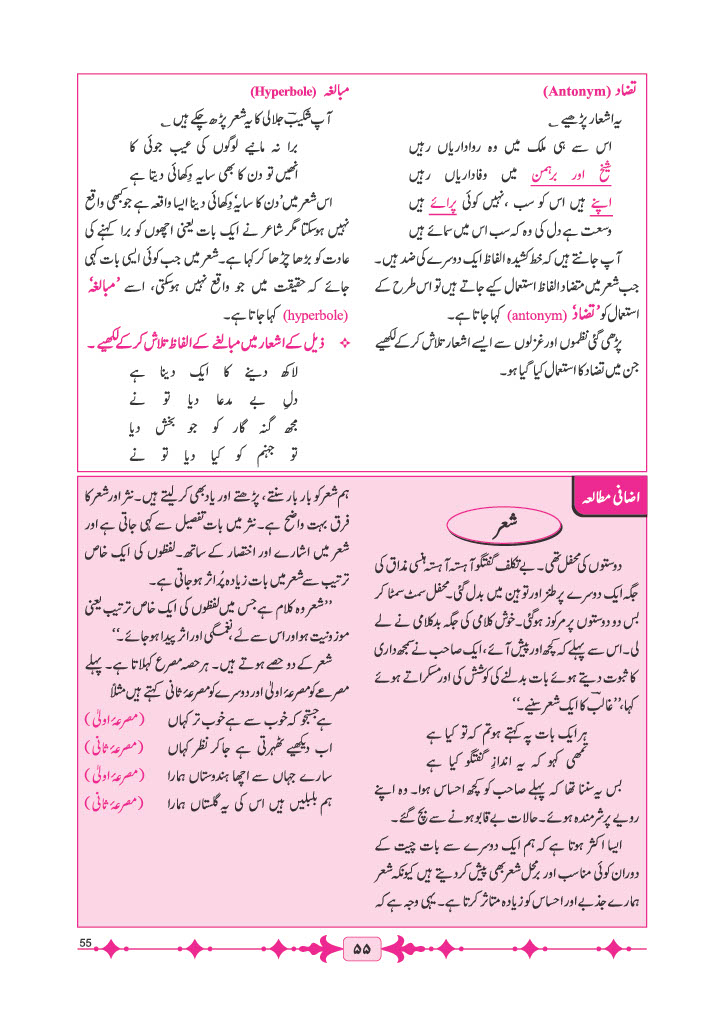 تضاد (Antonym)
یہ اشعار پڑھیے ۔
اس سے ہی ملک میں وہ رواداریاں رہیں
شیخ اور برہمن میں وفاداریاں رہیں
اپنے ہیں اس کو سب ، نہیں کوئی پرائے ہیں
وسعت ہے دل کی وہ کہ سب اس میں سمائے ہیں
آپ جانتے ہیں کہ خط کشیدہ الفاظ ایک دوسرے کی ضد ہیں۔
جب شعر میں متضاد الفاظ استعمال کیے جاتے ہیں تو اس طرح کے
استعمال کو ’تضاد‘ (antonym) کہا جاتا ہے۔
پڑھی گئی نظموں اور غزلوں سے ایسے اشعار تلاش کرکے لکھیے
جن میں تضاد کا استعمال کیا گیا ہو۔
مبالغہ (Hyperbole)
آپ شکیبؔ جلالی کا یہ شعر پڑھ چکے ہیں ۔
برا نہ مانیے لوگوں کی عیب جوئی کا
انھیں تو دن کا بھی سایہ دِکھائی دیتا ہے
اس شعر میں ’دن کا سایہ‘ دِکھائی دینا ایسا واقعہ ہے جو کبھی واقع
نہیں ہوسکتا مگر شاعر نے ایک بات یعنی اچھوں کو برا کہنے کی
عادت کو بڑھا چڑھا کر کہا ہے۔ شعر میں جب کوئی ایسی بات کہی
جائے کہ حقیقت میں جو واقع نہیں ہوسکتی، اسے ’مبالغہ‘
(hyperbole) کہا جاتا ہے۔
❖ ذیل کے اشعار میں مبالغے کے الفاظ تلاش کرکے لکھیے ۔
لاکھ دینے کا ایک دینا ہے
دلِ بے مدعا دیا تو نے
مجھ گنہ گار کو جو بخش دیا
تو جہنم کو کیا دیا تو نے
اضافی مطالعہ
شعر
دوستوں کی محفل تھی۔ بے تکلف گفتگو آہستہ آہستہ ہنسی مذاق کی
جگہ ایک دوسرے پر طنز اور توہین میں بدل گئی۔ محفل سمٹ سمٹا کر
بس دو دوستوں پر مرکوز ہوگئی۔ خوش کلامی کی جگہ بدکلامی نے لے
لی۔ اس سے پہلے کہ کچھ اور پیش آئے، ایک صاحب نے سمجھ داری
کا ثبوت دیتے ہوئے بات بدلنے کی کوشش کی اور مسکراتے ہوئے
کہا، ”غالبؔ کا ایک شعر سنیے۔“
ہر ایک بات پہ کہتے ہو تم کہ تو کیا ہے
تمھی کہو کہ یہ اندازِ گفتگو کیا ہے
بس یہ سننا تھا کہ پہلے صاحب کو کچھ احساس ہوا۔ وہ اپنے
رویے پر شرمندہ ہوئے۔ حالات بے قابو ہونے سے بچ گئے۔
ایسا اکثر ہوتا ہے کہ ہم ایک دوسرے سے بات چیت کے
دوران کوئی مناسب اور برمحل شعر بھی پیش کردیتے ہیں کیونکہ شعر
ہمارے جذبے اور احساس کو زیادہ متاثر کرتا ہے۔ یہی وجہ ہے کہ
ہم شعر کو بار بار سنتے، پڑھتے اور یاد بھی کرلیتے ہیں۔ نثر اور شعر کا
فرق بہت واضح ہے۔ نثر میں بات تفصیل سے کہی جاتی ہے اور
شعر میں اشارے اور اختصار کے ساتھ۔ لفظوں کی ایک خاص
ترتیب سے شعر میں بات زیادہ پُر اثر ہوجاتی ہے۔
”شعر وہ کلام ہے جس میں لفظوں کی ایک خاص ترتیب یعنی
موزونیت ہو اور اس سے لَے، نغمگی اور اثر پیدا ہوجائے۔“
شعر کے دو حصے ہوتے ہیں۔ ہر حصہ مصرع کہلاتا ہے۔ پہلے
مصرعے کو مصرعۂ اولیٰ اور دوسرے کو مصرعۂ ثانی کہتے ہیں مثلاً
ہے جستجو کہ خوب سے ہے خوب تر کہاں (مصرعۂ اولیٰ)
اب دیکھیے ٹھہرتی ہے جا کر نظر کہاں (مصرعۂ ثانی)
سارے جہاں سے اچھا ہندوستاں ہمارا (مصرعۂ اولیٰ)
ہم بلبلیں ہیں اس کی یہ گلستاں ہمارا (مصرعۂ ثانی)
55
۵۵